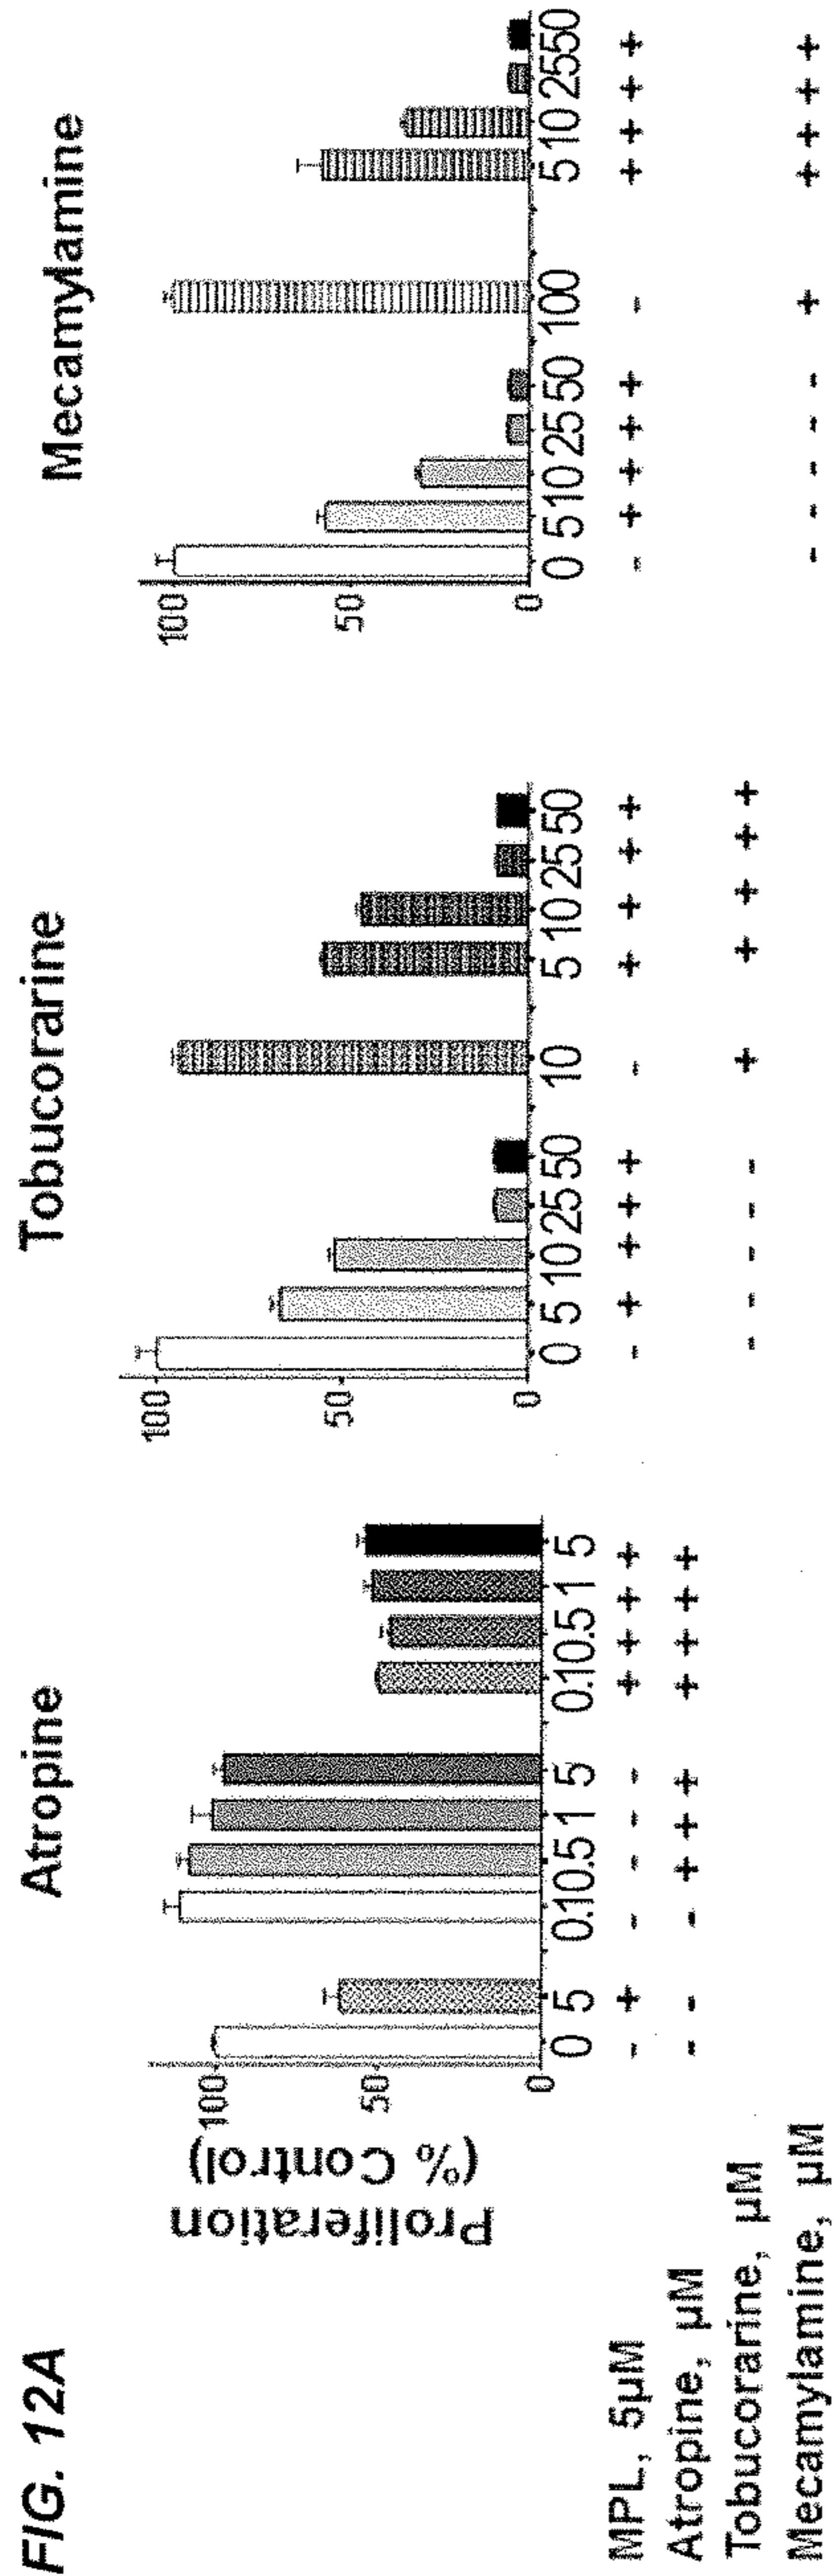 FIG. 12A
Atropine
Tobucorarine
Mecamylamine
Proliferation
(% Control)
100
50
0
0 5 0.1 0.5 1 5 0.1 0.5 1 5
100
50
0
0 5 10 25 50 10 5 10 25 50
100
50
0
0 5 10 25 50 100 5 10 25 50
MPL, 5µM - + - - - - + + + + - + + + + - + + + + - + + + + - + + + +
Atropine, µM - - - + + + + + + +
Tobucorarine, µM - - - - - + + + + +
Mecamylamine, µM - - - - - + + + + +